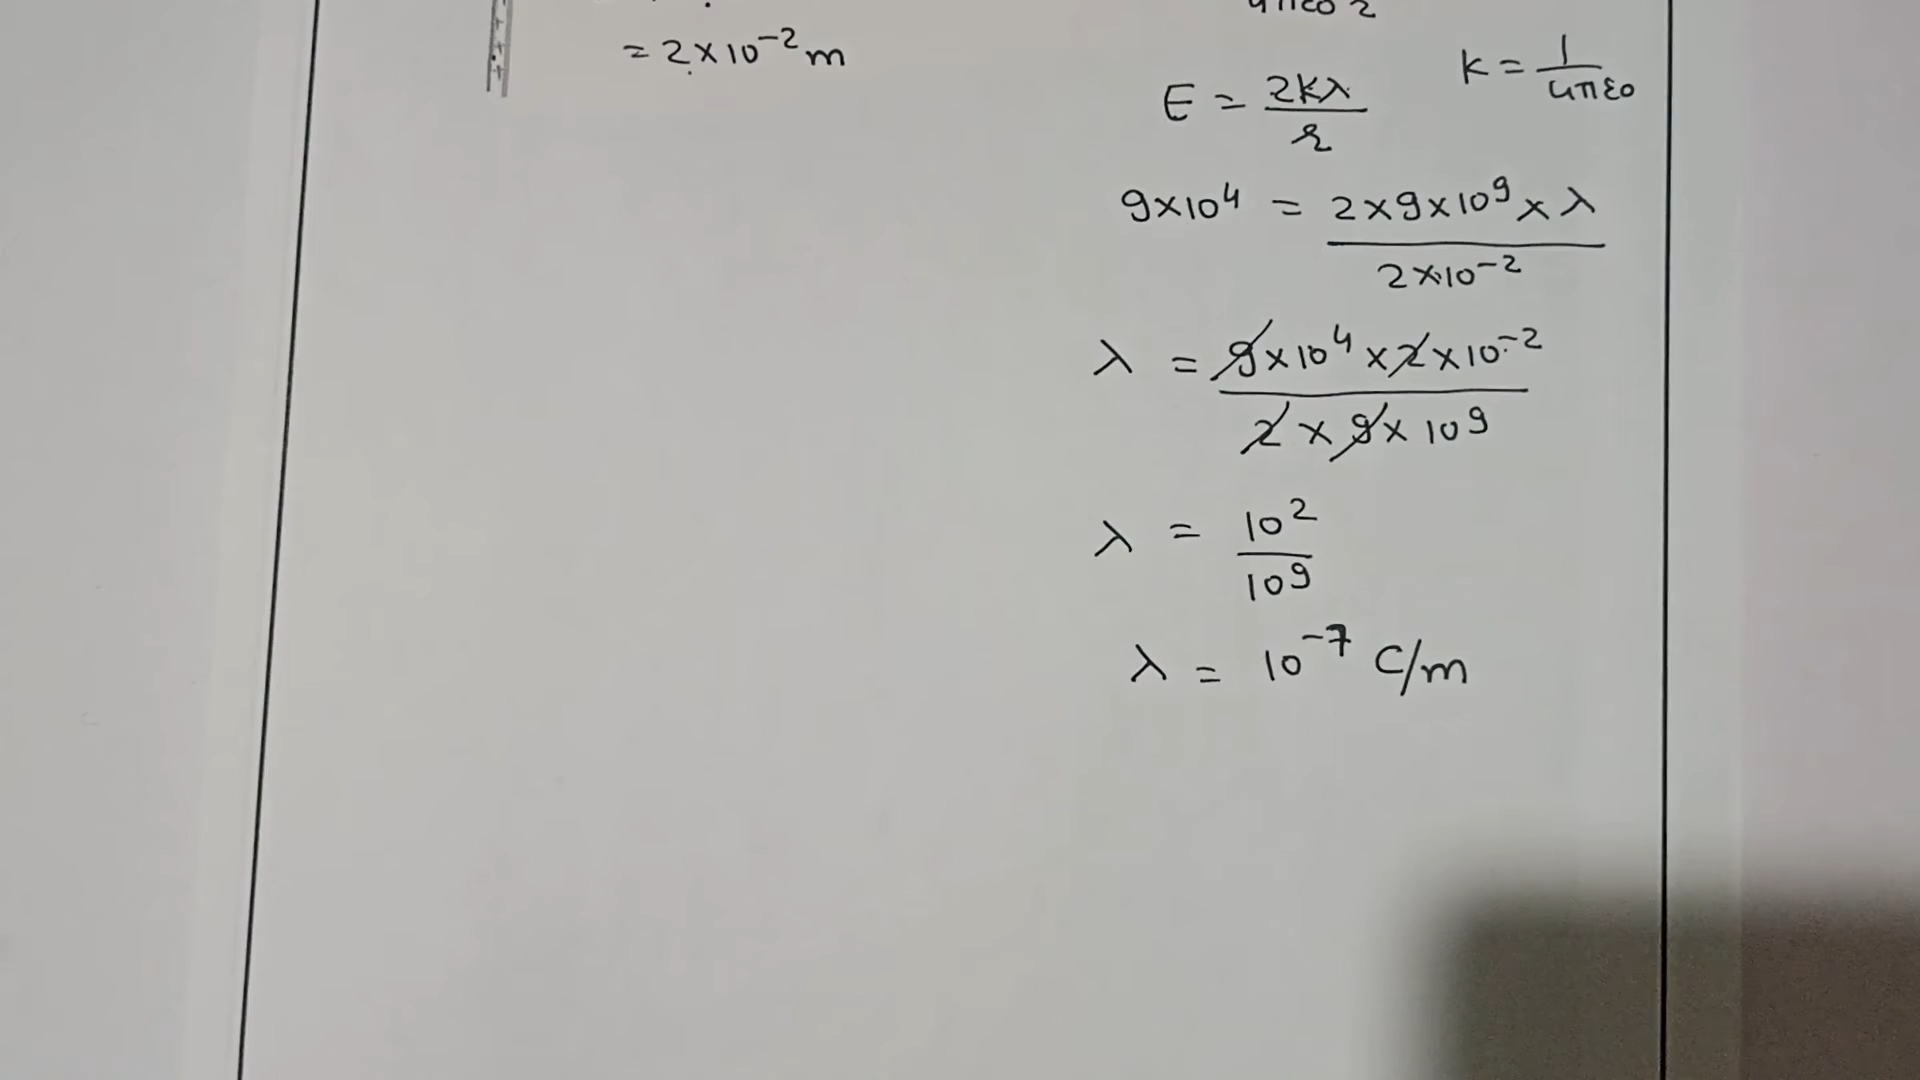 = 2 × 10⁻² m
K = 1/4πε0
E = 2Kλ/r
9×10⁴ = 2×9×10⁹×λ/2×10⁻²
λ = 9×10⁴×2×10⁻²/2×9×10⁹
λ = 10²/10⁹
λ = 10⁻⁷ C/m